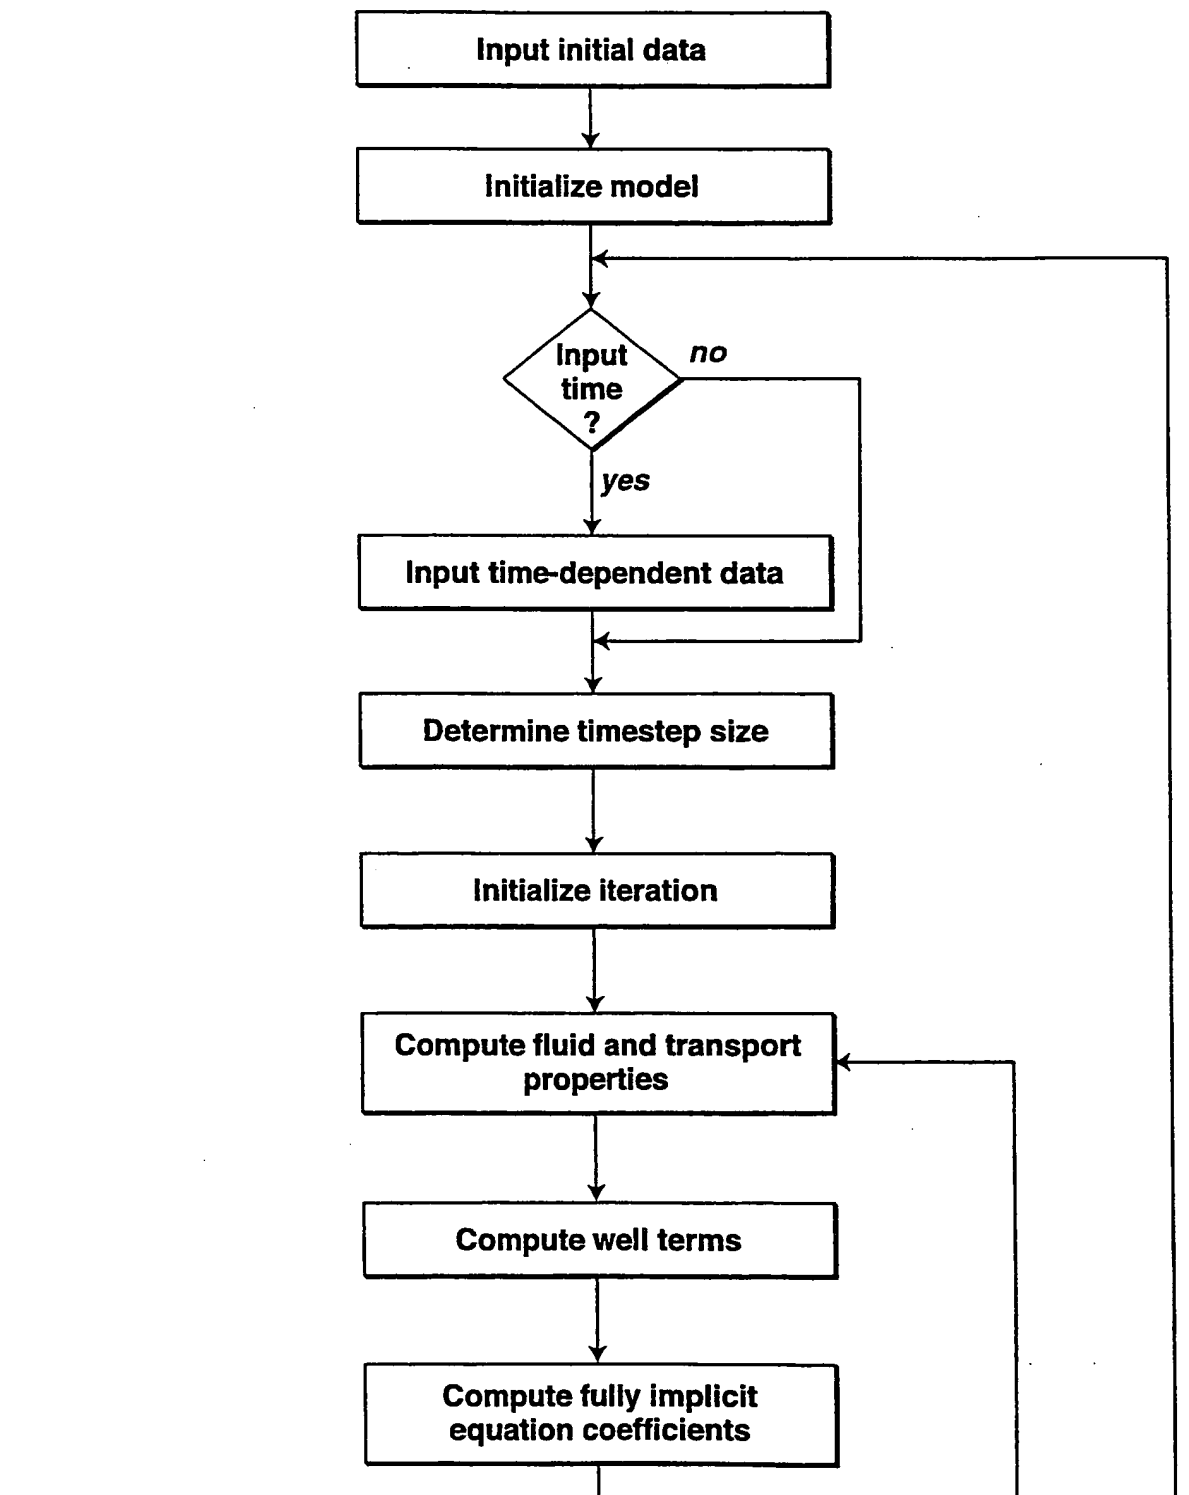 Input initial data
Initialize model
Input
time
?
no
yes
Input time-dependent data
Determine timestep size
Initialize iteration
Compute fluid and transport
properties
Compute well terms
Compute fully implicit
equation coefficients